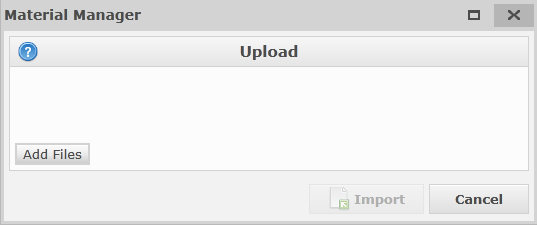 Material Manager
Upload
Add Files
Import
Cancel